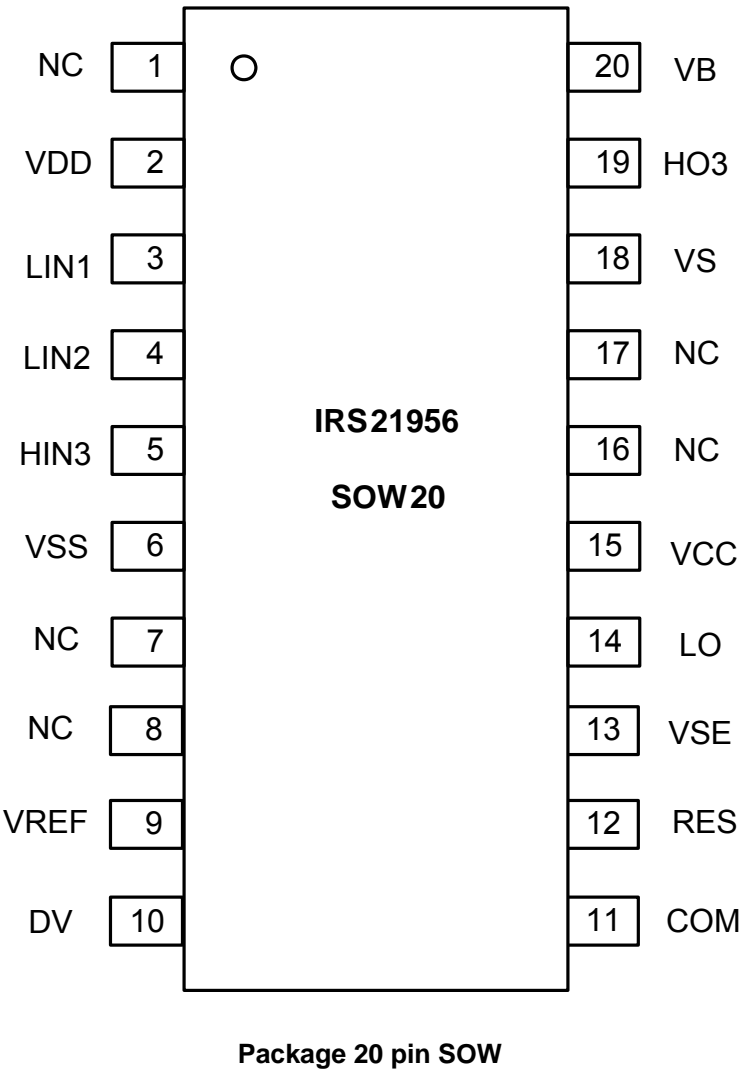 NC 1 20 VB
VDD 2 19 HO3
LIN1 3 18 VS
LIN2 4 17 NC
IRS21956
HIN3 5 16 NC
SOW20
VSS 6 15 VCC
NC 7 14 LO
NC 8 13 VSE
VREF 9 12 RES
DV 10 11 COM
Package 20 pin SOW